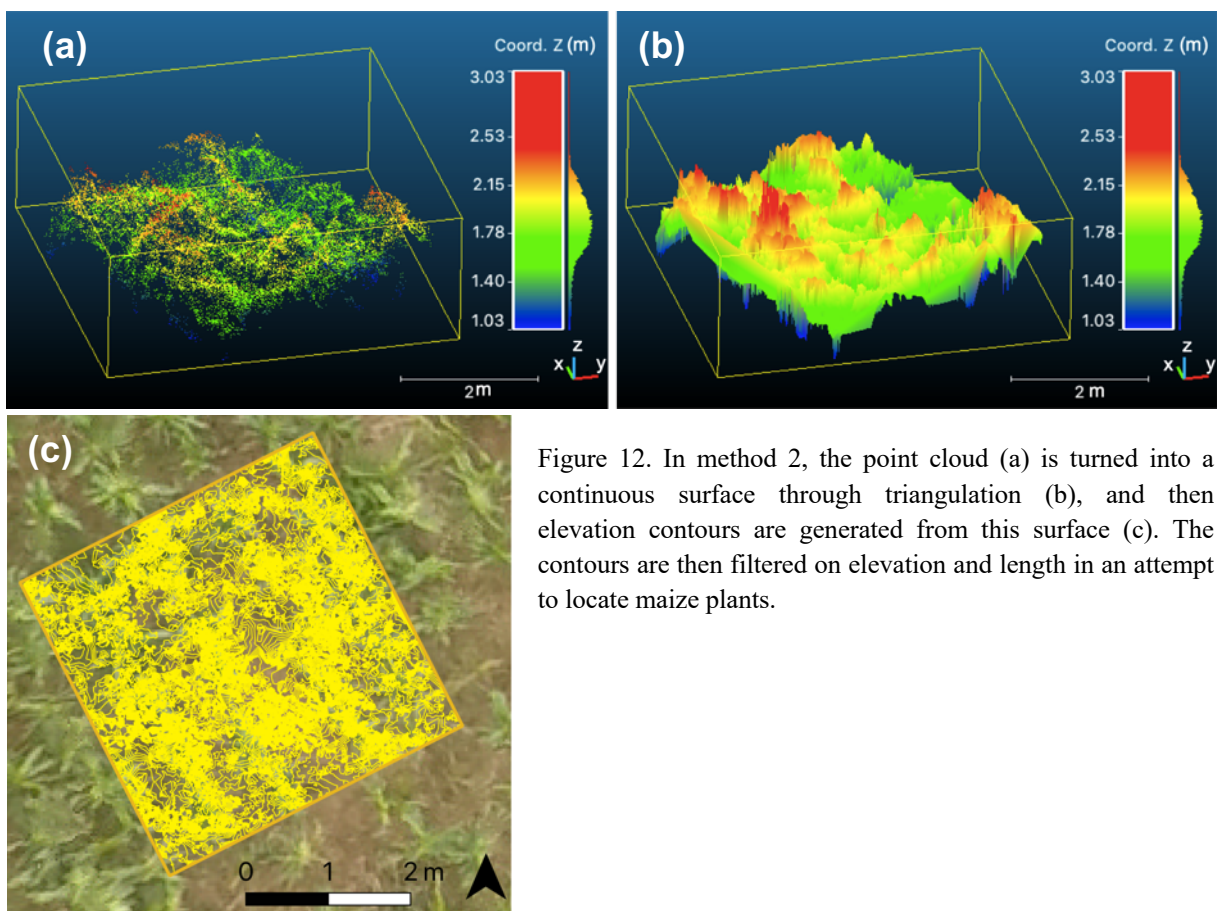 (a)
Coord. Z (m)
3.03
2.53
2.15
1.78
1.40
1.03
z
x y
2 m
(b)
Coord. Z (m)
3.03
2.53
2.15
1.78
1.40
1.03
z
x y
2 m
(c)
0 1 2 m
Figure 12. In method 2, the point cloud (a) is turned into a
continuous surface through triangulation (b), and then
elevation contours are generated from this surface (c). The
contours are then filtered on elevation and length in an attempt
to locate maize plants.